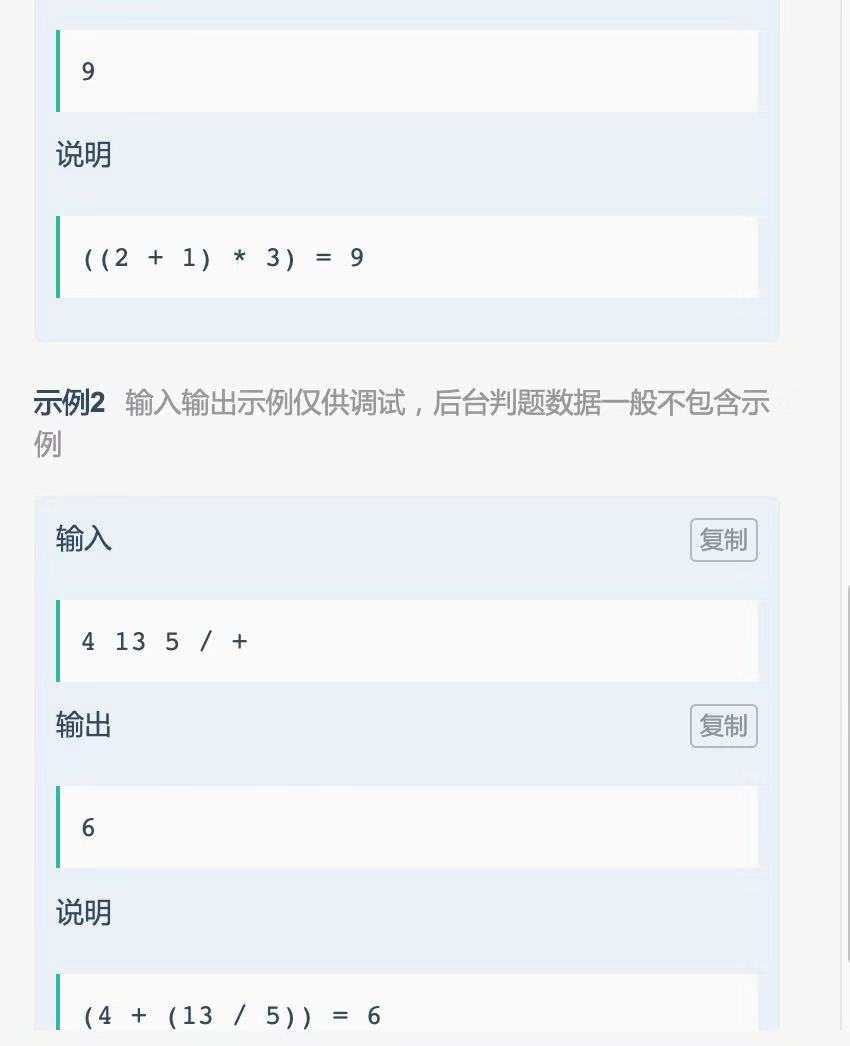 9
说明
((2 + 1) * 3) = 9
示例2 输入输出示例仅供调试，后台判题数据一般不包含示
例
输入 复制
4 13 5 / +
输出 复制
6
说明
(4 + (13 / 5)) = 6